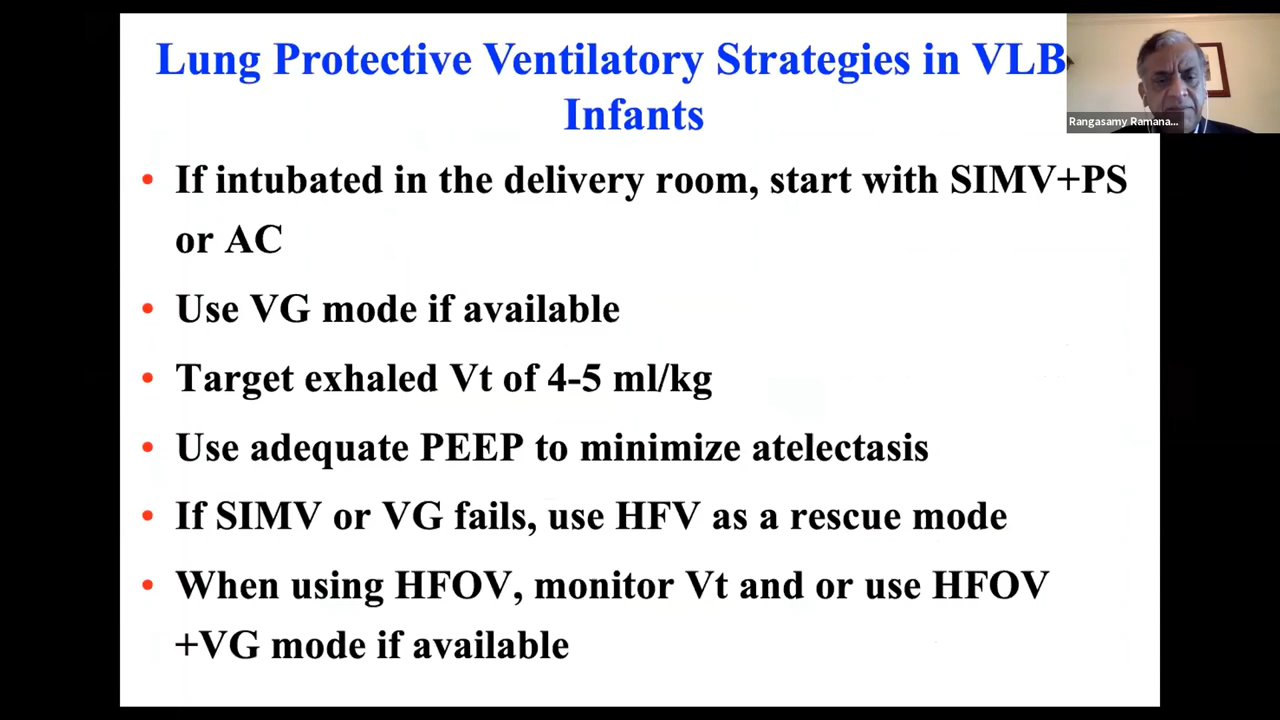 Lung Protective Ventilatory Strategies in VLB
Infants
• If intubated in the delivery room, start with SIMV+PS
or AC
• Use VG mode if available
• Target exhaled Vt of 4-5 ml/kg
• Use adequate PEEP to minimize atelectasis
• If SIMV or VG fails, use HFV as a rescue mode
• When using HFOV, monitor Vt and or use HFOV
+VG mode if available
Rangasamy Ramana...